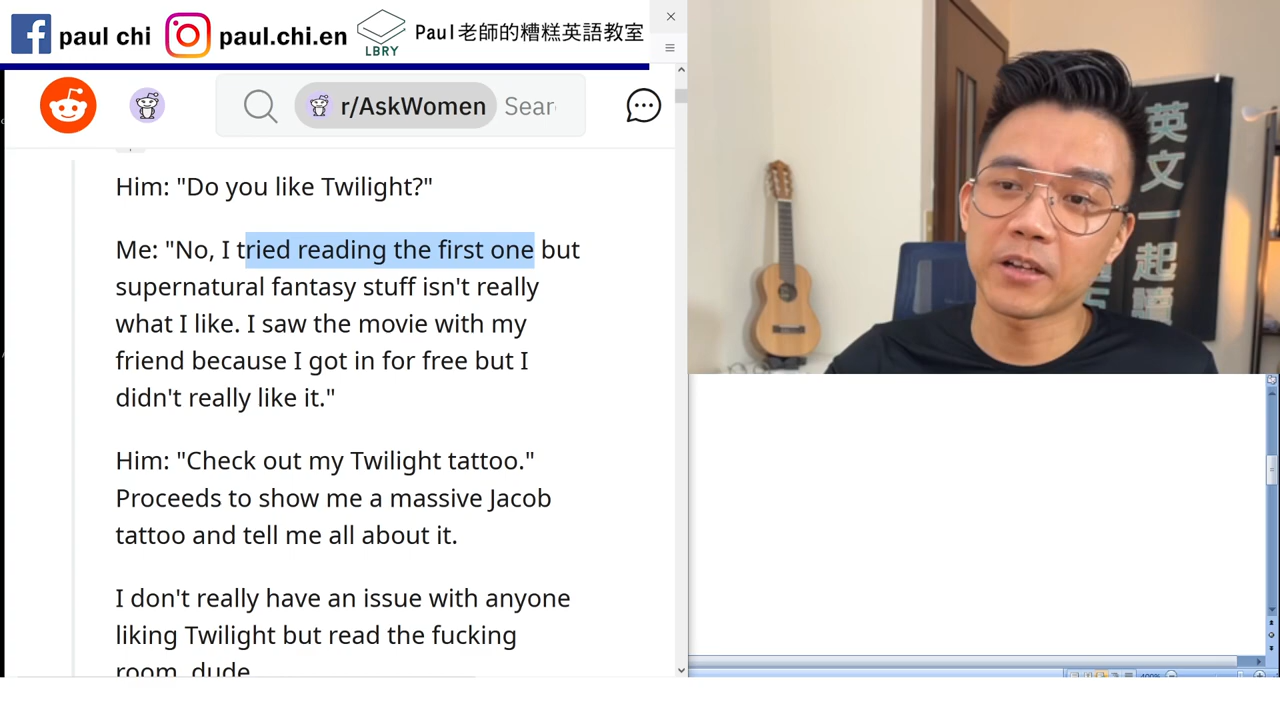 paul chi
paul.chi.en
LBRY
Paul老師的糟糕英語教室
r/AskWomen
Sear
Him: "Do you like Twilight?"
Me: "No, I tried reading the first one but
supernatural fantasy stuff isn't really
what I like. I saw the movie with my
friend because I got in for free but I
didn't really like it."
Him: "Check out my Twilight tattoo."
Proceeds to show me a massive Jacob
tattoo and tell me all about it.
I don't really have an issue with anyone
liking Twilight but read the fucking
room, dude
英文一起讀
400%